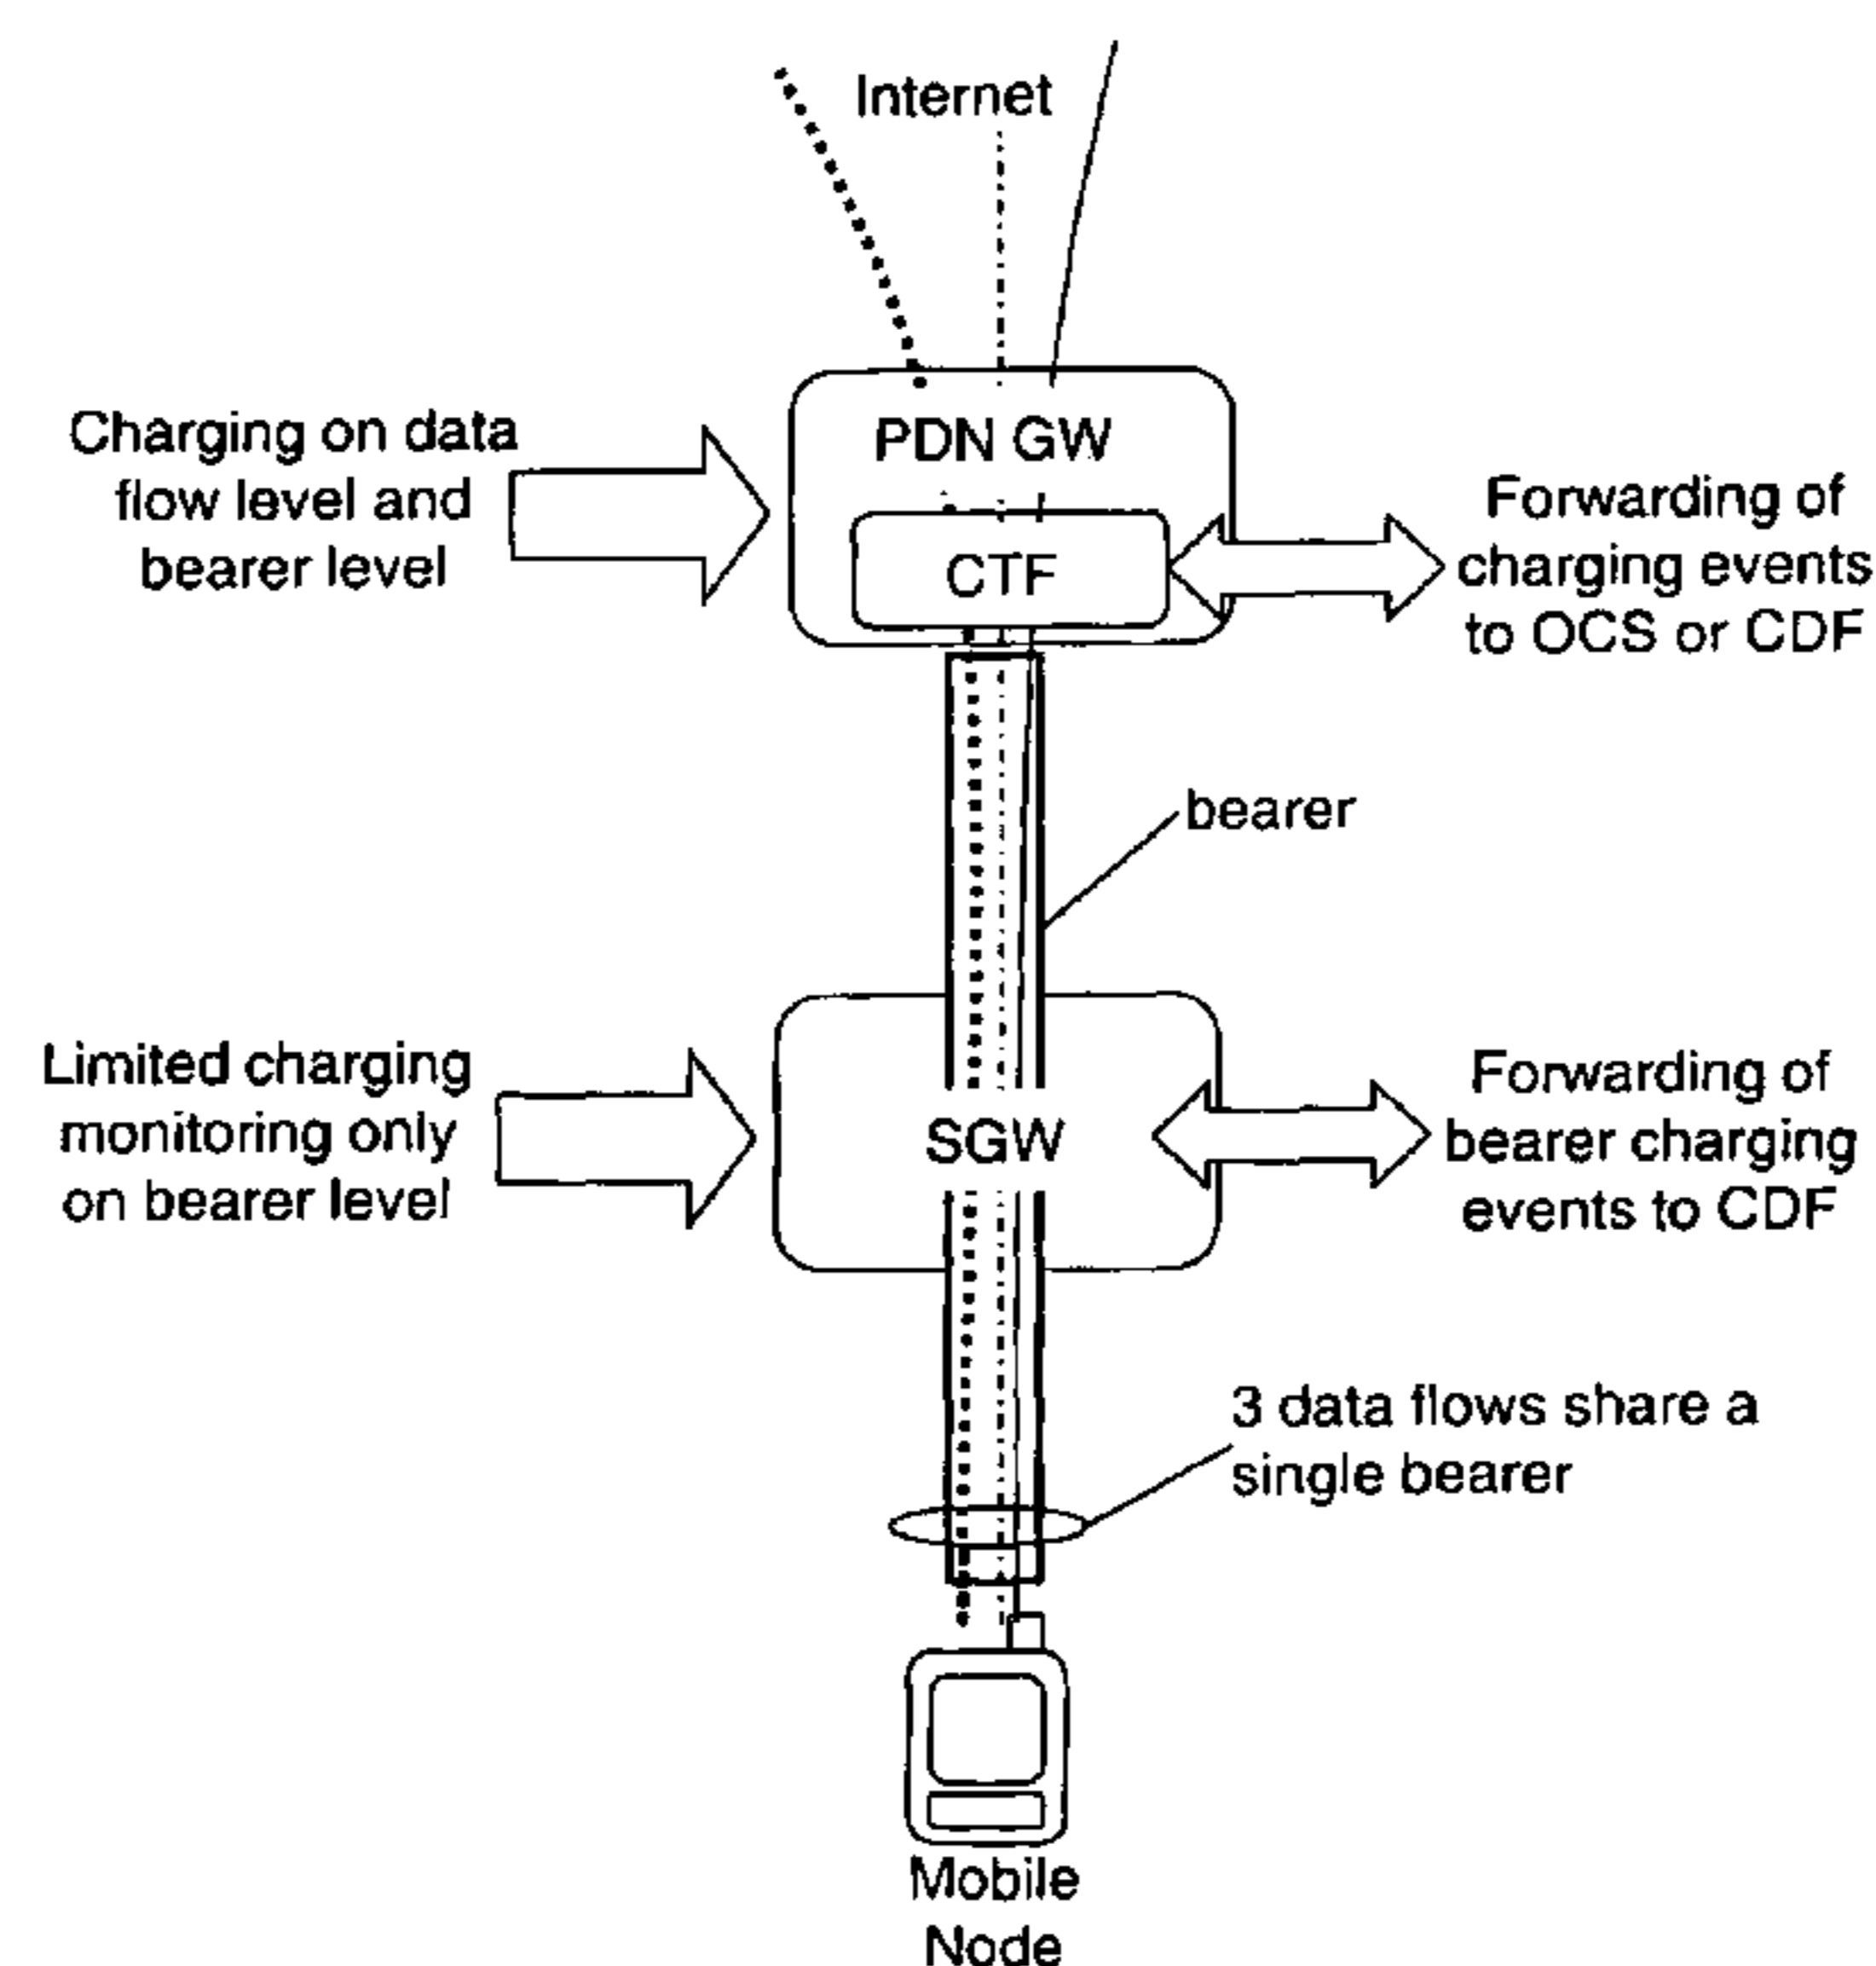 Internet
PDN GW
Charging on data
flow level and
bearer level
CTF
Forwarding of
charging events
to OCS or CDF
bearer
Limited charging
monitoring only
on bearer level
SGW
Forwarding of
bearer charging
events to CDF
3 data flows share a
single bearer
Mobile
Node